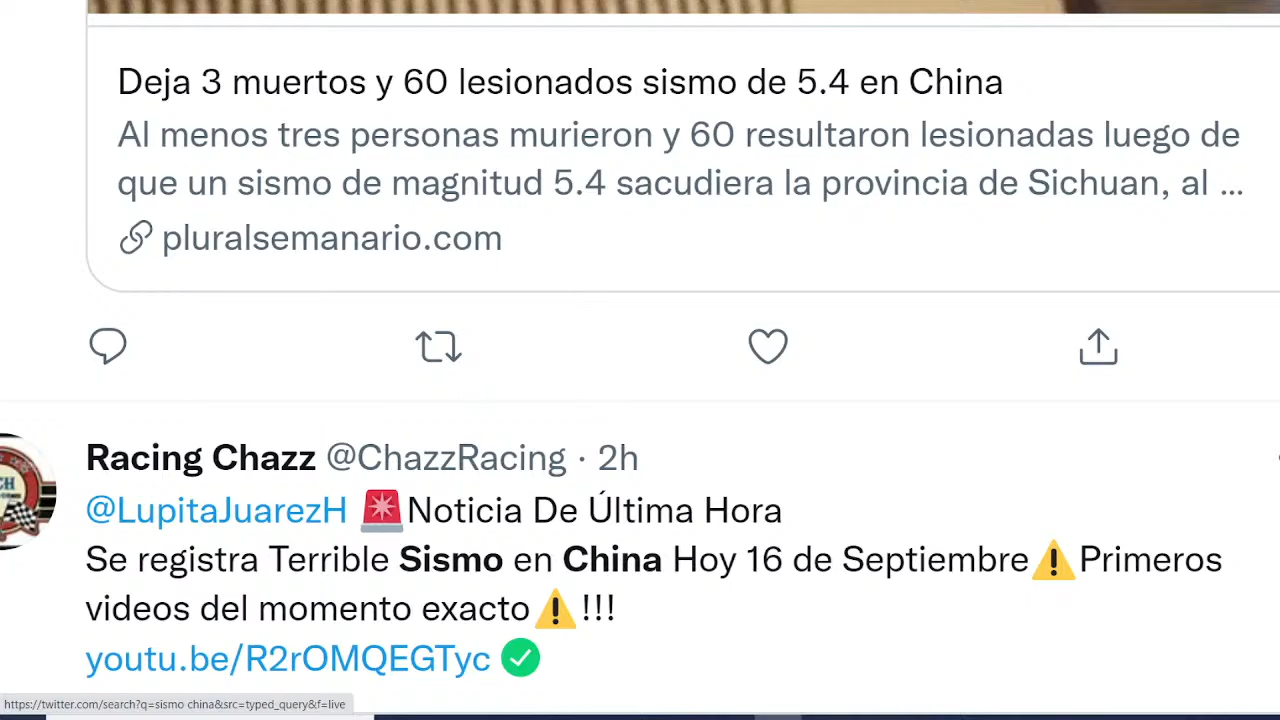 Deja 3 muertos y 60 lesionados sismo de 5.4 en China
Al menos tres personas murieron y 60 resultaron lesionadas luego de
que un sismo de magnitud 5.4 sacudiera la provincia de Sichuan, al ...
pluralsemanario.com
Racing Chazz @ChazzRacing · 2h
@LupitaJuarezH 🚨Noticia De Última Hora
Se registra Terrible Sismo en China Hoy 16 de Septiembre⚠️Primeros
videos del momento exacto⚠️!!!
youtu.be/R2rOMQEGTyc ✅
https://twitter.com/search?q=sismo china&src=typed_query&f=live